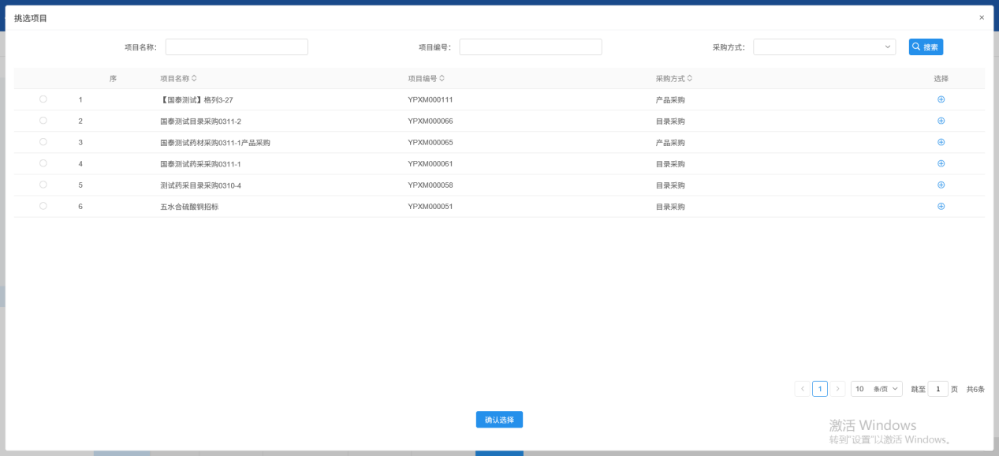 挑选项目
项目名称： 项目编号： 采购方式： 搜索
序 项目名称 项目编号 采购方式 选择
1 【国泰测试】格列3-27 YPXM000111 产品采购
2 国泰测试目录采购0311-2 YPXM000066 目录采购
3 国泰测试药材采购0311-1产品采购 YPXM000065 产品采购
4 国泰测试药采采购0311-1 YPXM000061 目录采购
5 测试药采目录采购0310-4 YPXM000058 目录采购
6 五水合硫酸铜招标 YPXM000051 目录采购
1 10 条/页 跳至 1 页 共6条
确认选择
激活 Windows
转到"设置"以激活 Windows。